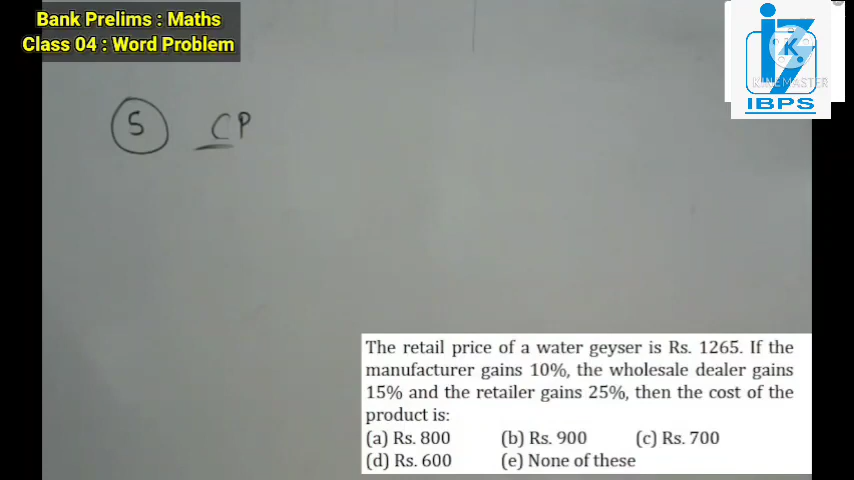 Bank Prelims : Maths
Class 04 : Word Problem
K
KINEMASTER
IBPS
5 CP
The retail price of a water geyser is Rs. 1265. If the
manufacturer gains 10%, the wholesale dealer gains
15% and the retailer gains 25%, then the cost of the
product is:
(a) Rs. 800 (b) Rs. 900 (c) Rs. 700
(d) Rs. 600 (e) None of these